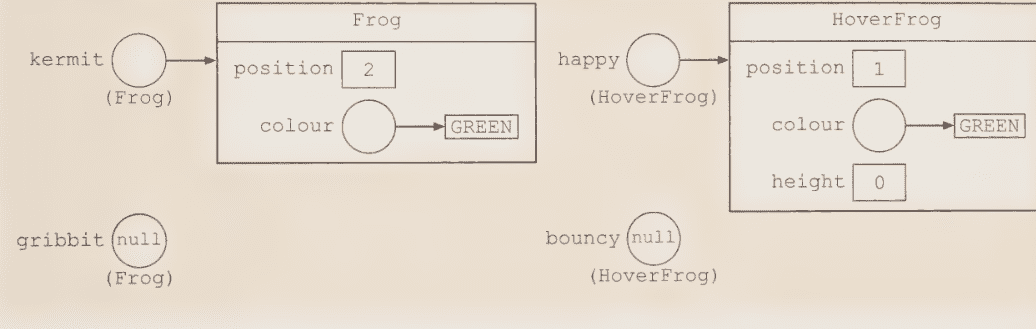 Frog
kermit
(Frog)
position 2
colour GREEN
HoverFrog
happy
(HoverFrog)
position 1
colour GREEN
height 0
gribbit null
(Frog)
bouncy null
(HoverFrog)